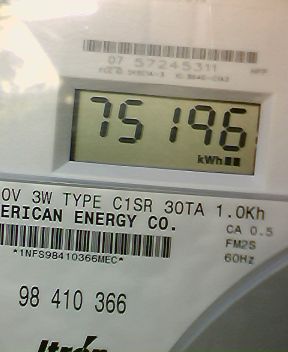 07 57245311
75196
kWh
0V 3W TYPE C1SR 30TA 1.0Kh
ERICAN ENERGY CO.
CA 0.5
FM2S
*1NFS98410366MEC*
60Hz
98 410 366
Itrón